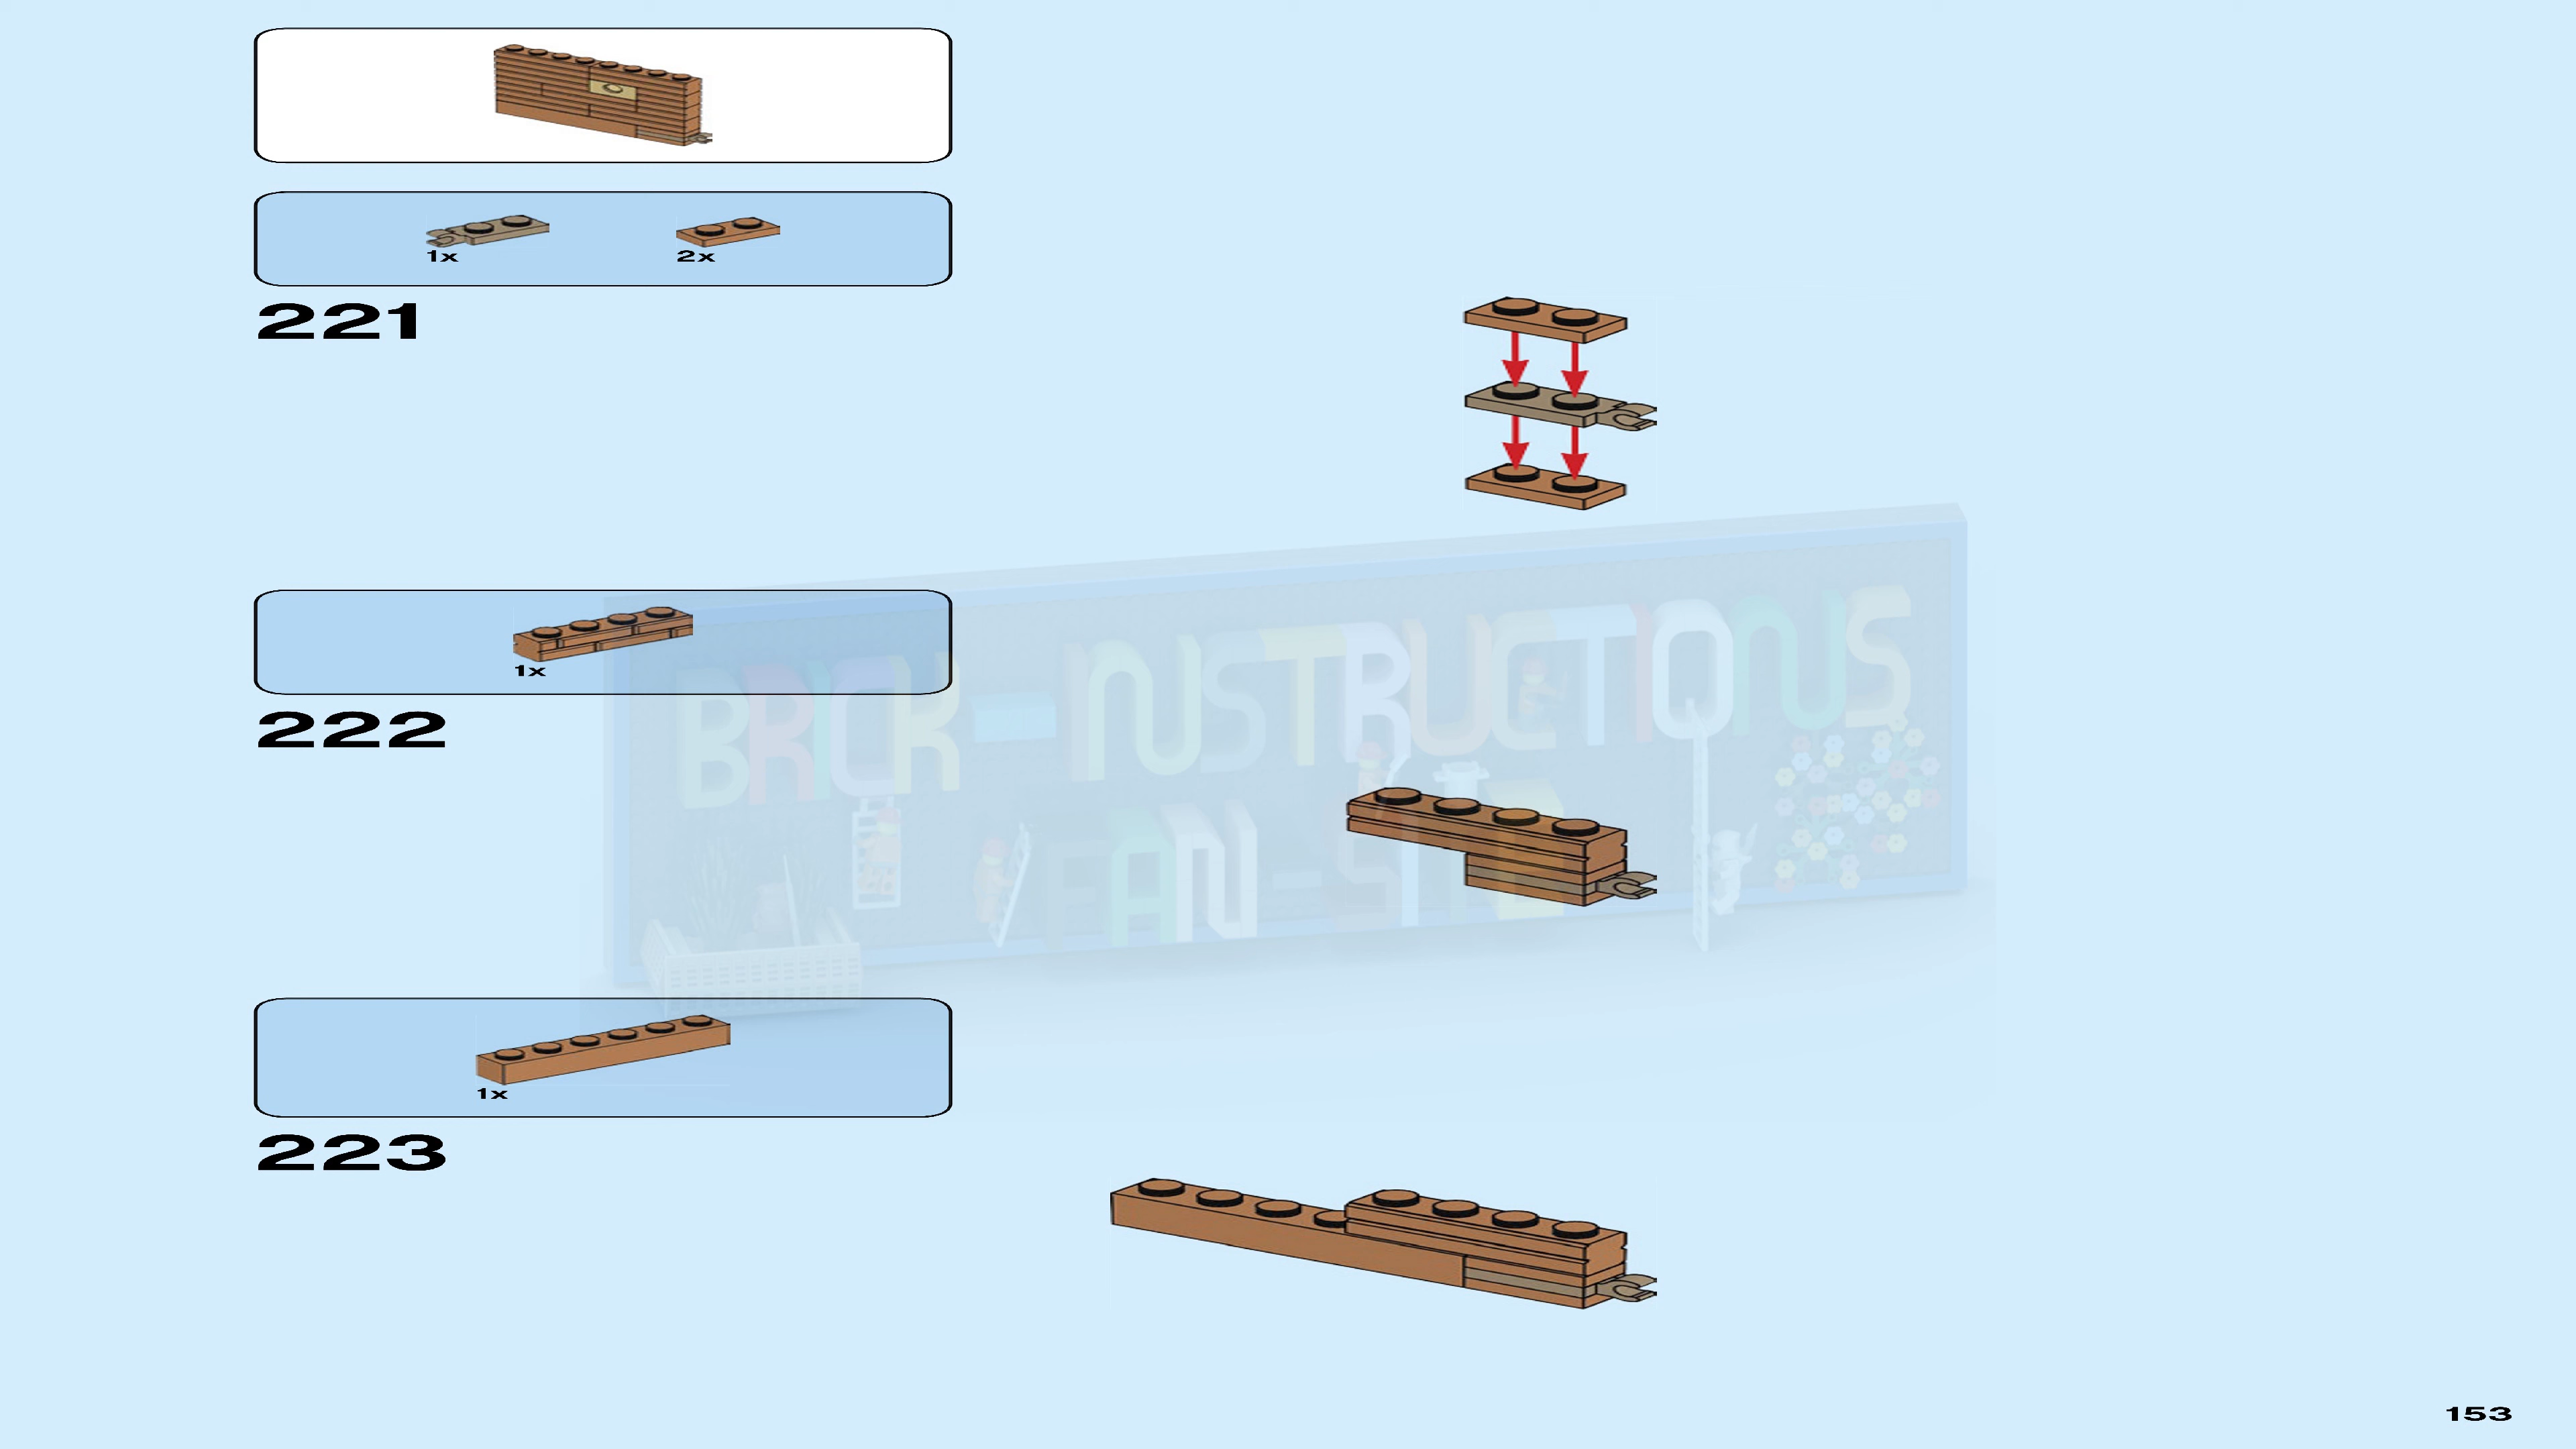 1x 2x
221
1x
222
1x
223
BRICK-INSTRUCTIONS
FAN-SITE
153